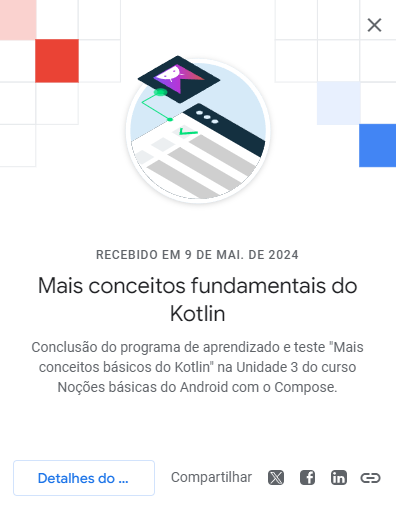 RECEBIDO EM 9 DE MAI. DE 2024
Mais conceitos fundamentais do
Kotlin
Conclusão do programa de aprendizado e teste "Mais
conceitos básicos do Kotlin" na Unidade 3 do curso
Noções básicas do Android com o Compose.
Detalhes do ...
Compartilhar